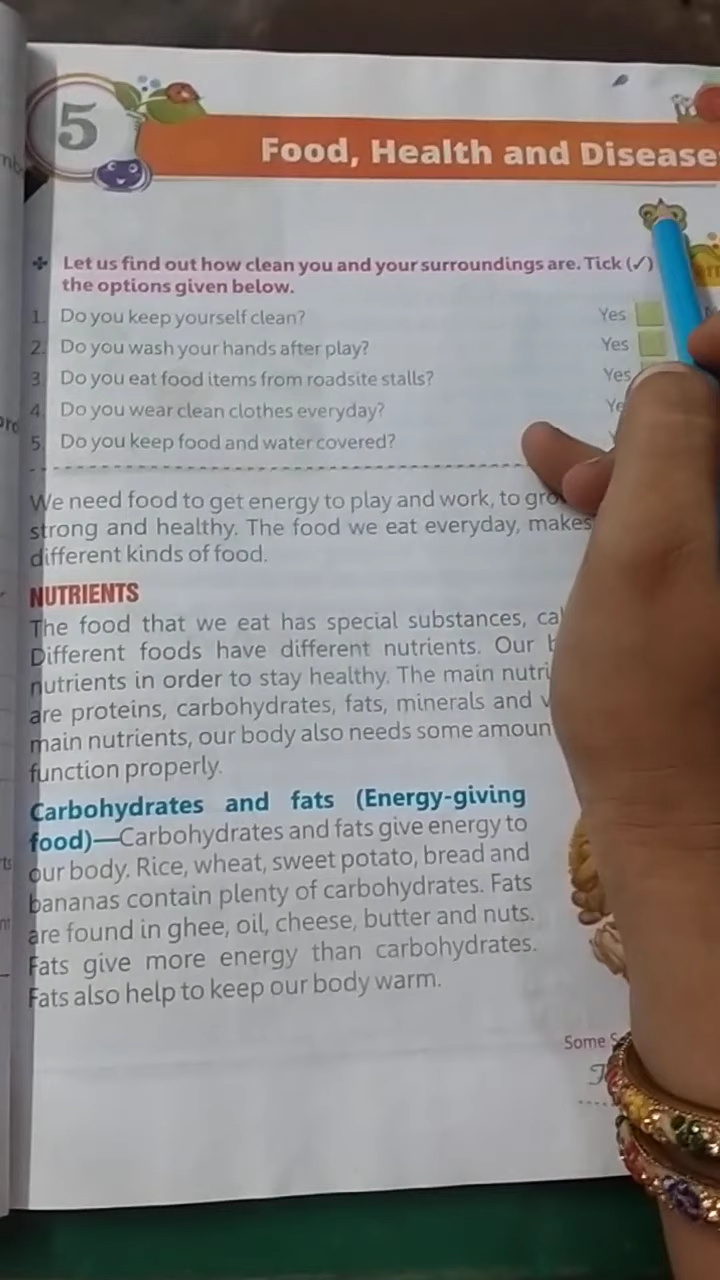 5
Food, Health and Disease
Let us find out how clean you and your surroundings are. Tick (✓)
the options given below.
1. Do you keep yourself clean? Yes
2. Do you wash your hands after play? Yes
3. Do you eat food items from roadsite stalls? Yes
4. Do you wear clean clothes everyday? Ye
5. Do you keep food and water covered?
We need food to get energy to play and work, to gro
strong and healthy. The food we eat everyday, makes
different kinds of food.
NUTRIENTS
The food that we eat has special substances, ca
Different foods have different nutrients. Our b
nutrients in order to stay healthy. The main nutri
are proteins, carbohydrates, fats, minerals and v
main nutrients, our body also needs some amoun
function properly.
Carbohydrates and fats (Energy-giving
food)—Carbohydrates and fats give energy to
our body. Rice, wheat, sweet potato, bread and
bananas contain plenty of carbohydrates. Fats
are found in ghee, oil, cheese, butter and nuts.
Fats give more energy than carbohydrates.
Fats also help to keep our body warm.
Some